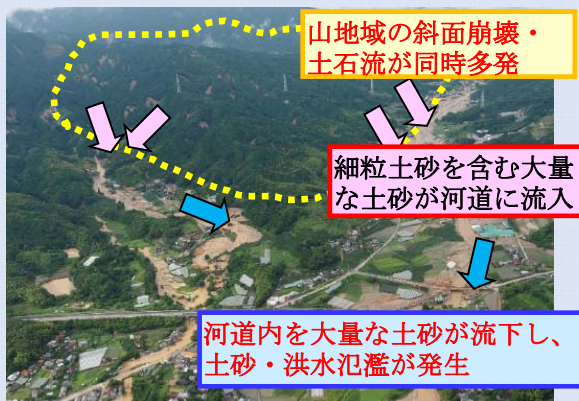 山地域の斜面崩壊・
土石流が同時多発
細粒土砂を含む大量
な土砂が河道に流入
河道内を大量な土砂が流下し、
土砂・洪水氾濫が発生